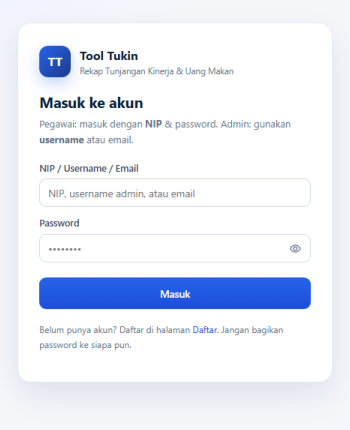 TT
Tool Tukin
Rekap Tunjangan Kinerja & Uang Makan
Masuk ke akun
Pegawai: masuk dengan NIP & password. Admin: gunakan
username atau email.
NIP / Username / Email
NIP, username admin, atau email
Password
••••••••
Masuk
Belum punya akun? Daftar di halaman Daftar. Jangan bagikan
password ke siapa pun.